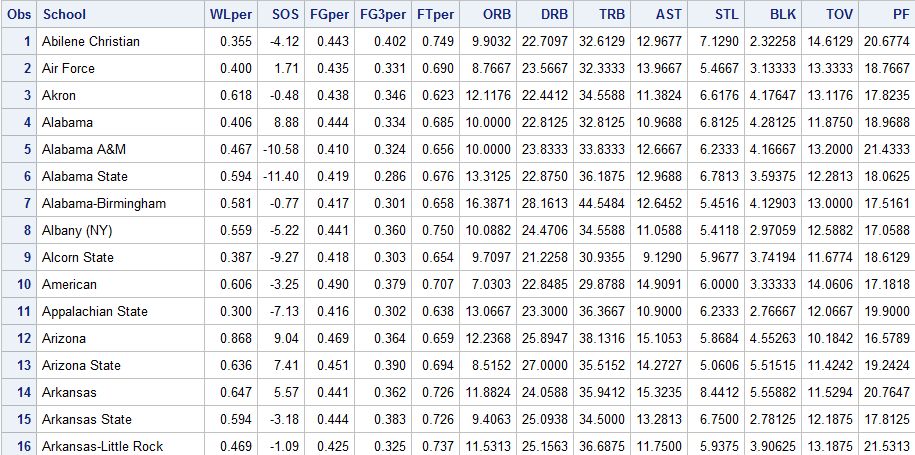 Obs School WLper SOS FGper FG3per FTper ORB DRB TRB AST STL BLK TOV PF
1 Abilene Christian 0.355 -4.12 0.443 0.402 0.749 9.9032 22.7097 32.6129 12.9677 7.1290 2.32258 14.6129 20.6774
2 Air Force 0.400 1.71 0.435 0.331 0.690 8.7667 23.5667 32.3333 13.9667 5.4667 3.13333 13.3333 18.7667
3 Akron 0.618 -0.48 0.438 0.346 0.623 12.1176 22.4412 34.5588 11.3824 6.6176 4.17647 13.1176 17.8235
4 Alabama 0.406 8.88 0.444 0.334 0.685 10.0000 22.8125 32.8125 10.9688 6.8125 4.28125 11.8750 18.9688
5 Alabama A&M 0.467 -10.58 0.410 0.324 0.656 10.0000 23.8333 33.8333 12.6667 6.2333 4.16667 13.2000 21.4333
6 Alabama State 0.594 -11.40 0.419 0.286 0.676 13.3125 22.8750 36.1875 12.9688 6.7813 3.59375 12.2813 18.0625
7 Alabama-Birmingham 0.581 -0.77 0.417 0.301 0.658 16.3871 28.1613 44.5484 12.6452 5.4516 4.12903 13.0000 17.5161
8 Albany (NY) 0.559 -5.22 0.441 0.360 0.750 10.0882 24.4706 34.5588 11.0588 5.4118 2.97059 12.5882 17.0588
9 Alcorn State 0.387 -9.27 0.418 0.303 0.654 9.7097 21.2258 30.9355 9.1290 5.9677 3.74194 11.6774 18.6129
10 American 0.606 -3.25 0.490 0.379 0.707 7.0303 22.8485 29.8788 14.9091 6.0000 3.33333 14.0606 17.1818
11 Appalachian State 0.300 -7.13 0.416 0.302 0.638 13.0667 23.3000 36.3667 10.9000 6.2333 2.76667 12.0667 19.9000
12 Arizona 0.868 9.04 0.469 0.364 0.659 12.2368 25.8947 38.1316 15.1053 5.8684 4.55263 10.1842 16.5789
13 Arizona State 0.636 7.41 0.451 0.390 0.694 8.5152 27.0000 35.5152 14.2727 5.0606 5.51515 11.4242 19.2424
14 Arkansas 0.647 5.57 0.441 0.362 0.726 11.8824 24.0588 35.9412 15.3235 8.4412 5.55882 11.5294 20.7647
15 Arkansas State 0.594 -3.18 0.444 0.383 0.726 9.4063 25.0938 34.5000 13.2813 6.7500 2.78125 12.1875 17.8125
16 Arkansas-Little Rock 0.469 -1.09 0.425 0.325 0.737 11.5313 25.1563 36.6875 11.7500 5.9375 3.90625 13.1875 21.5313